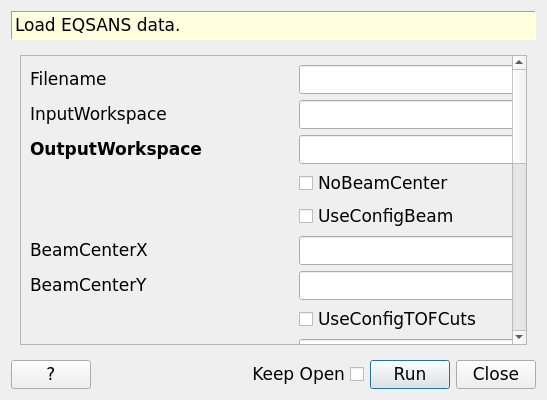 Load EQSANS data.
Filename
InputWorkspace
OutputWorkspace
NoBeamCenter
UseConfigBeam
BeamCenterX
BeamCenterY
UseConfigTOFCuts
? Keep Open Run Close